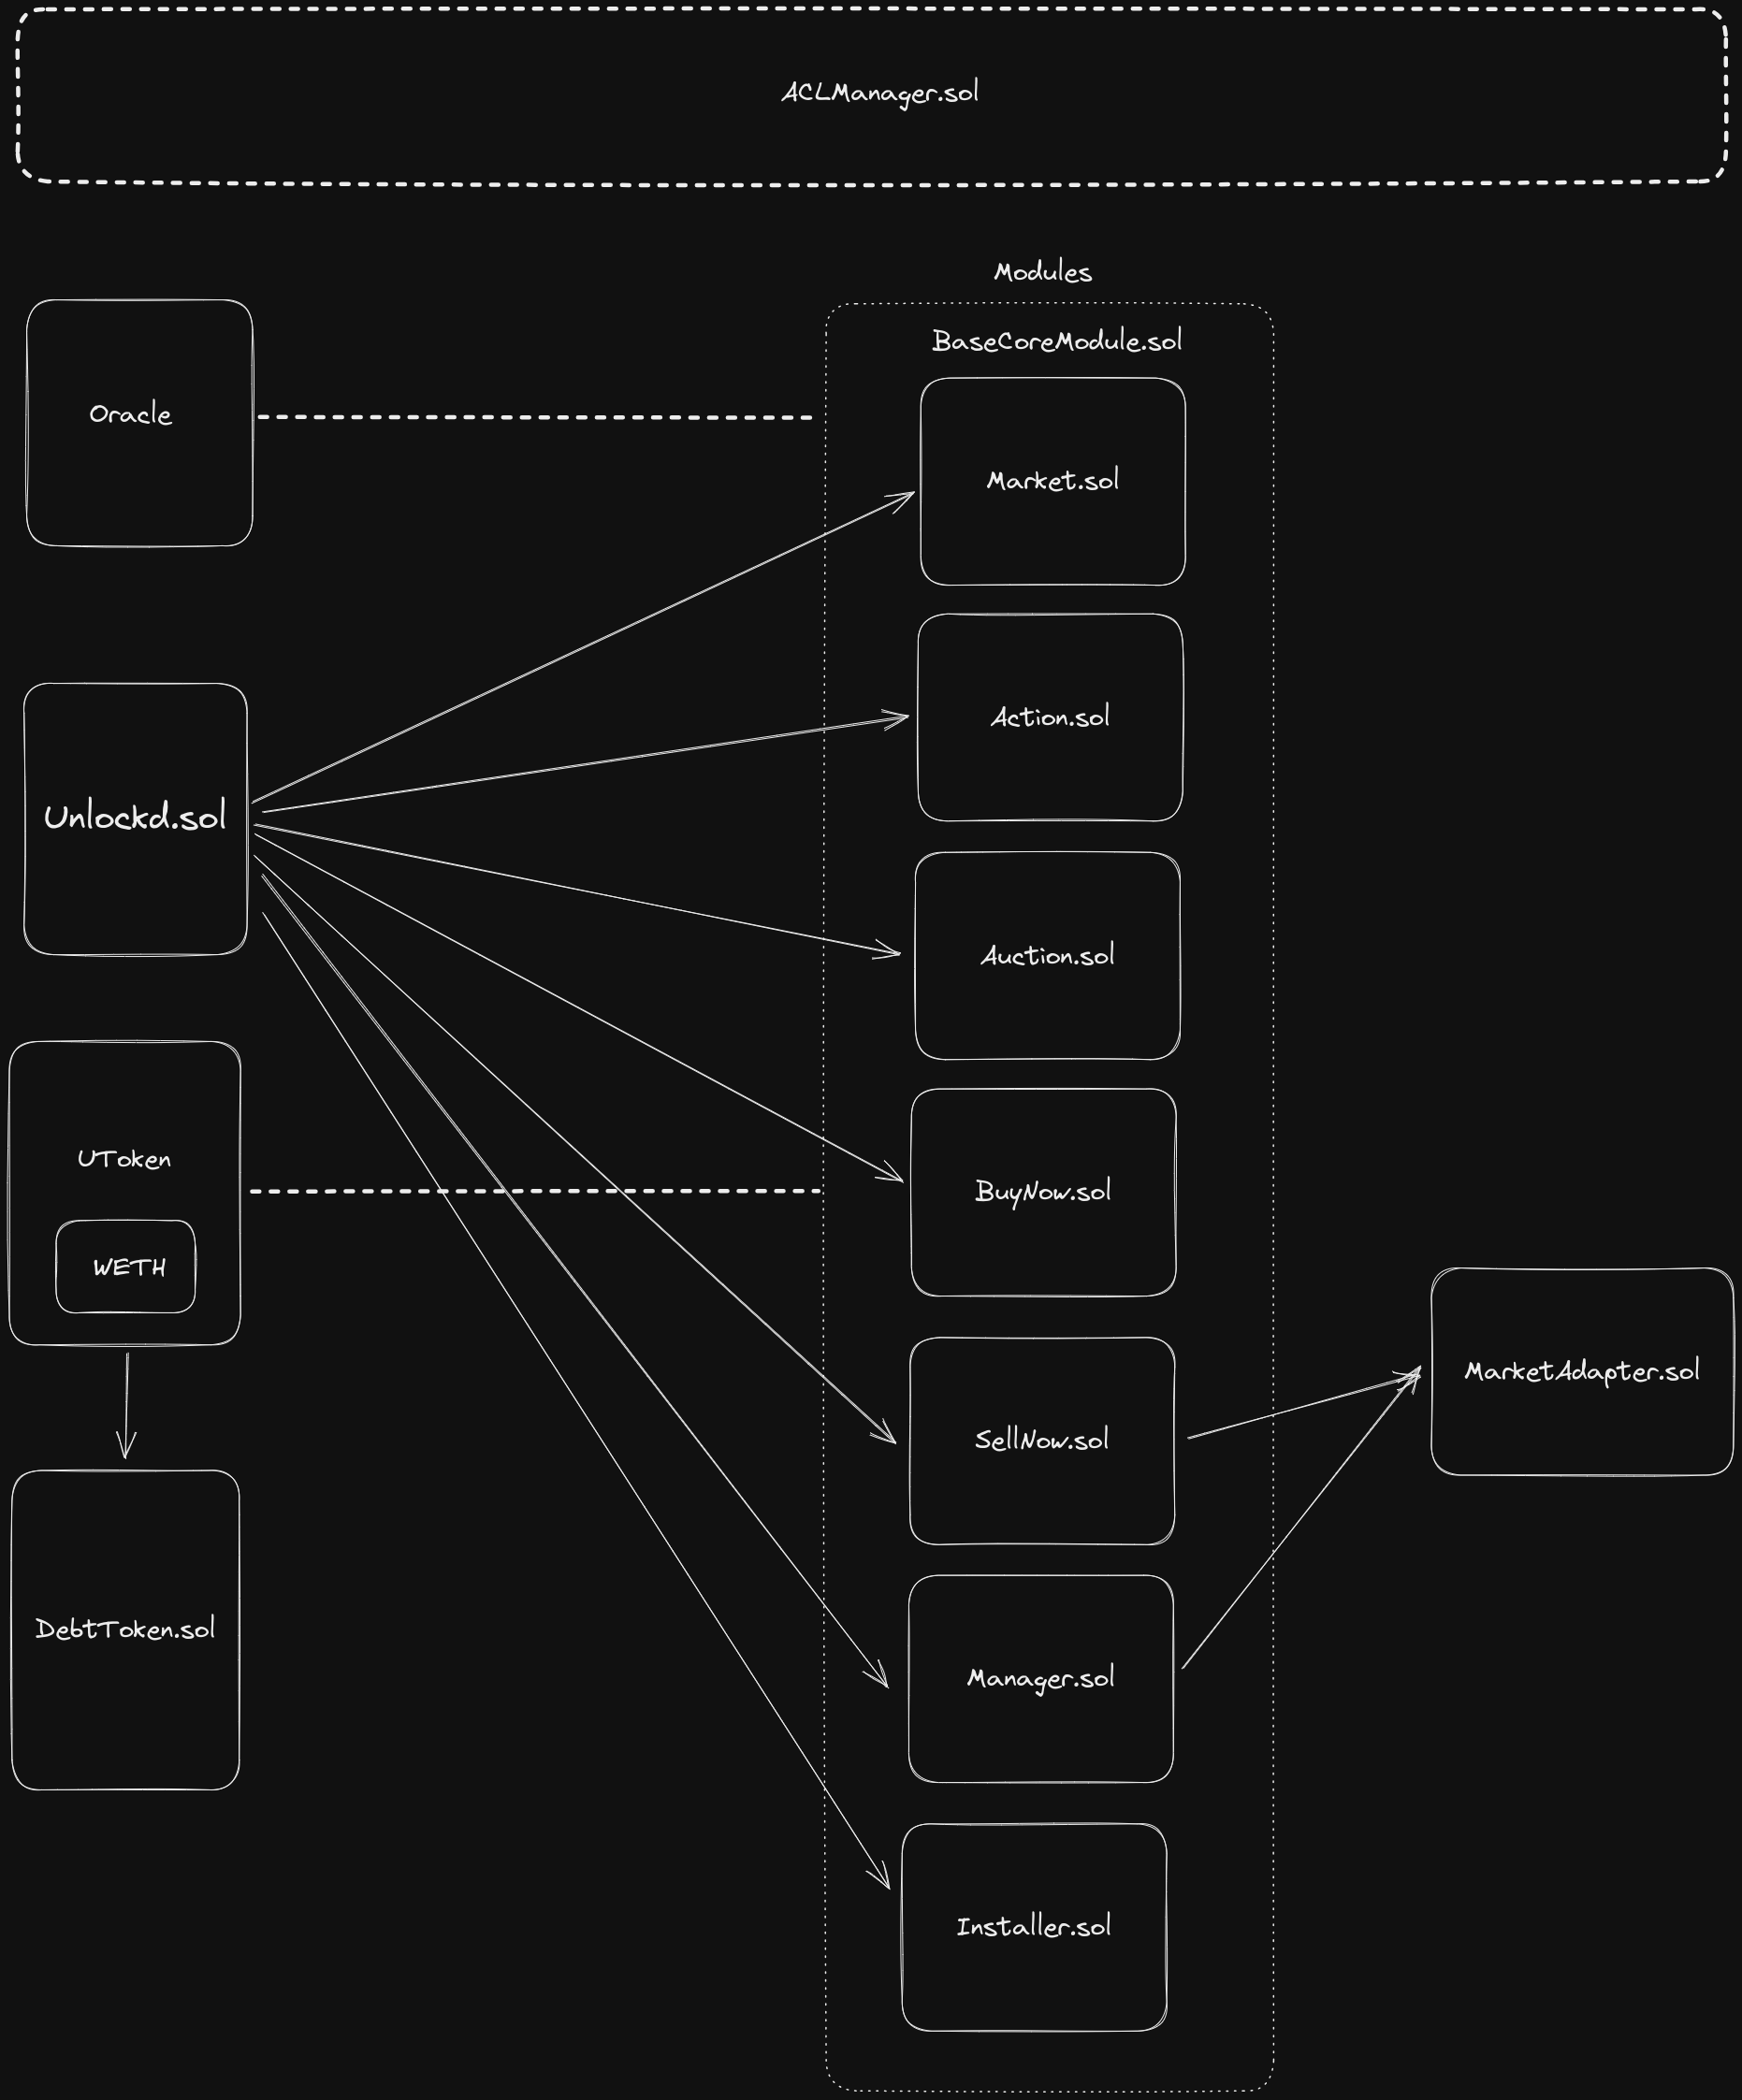 ACLManager.sol
Modules
BaseCoreModule.sol
Oracle
Market.sol
Action.sol
Unlockd.sol
Auction.sol
UToken
BuyNow.sol
WETH
MarketAdapter.sol
SellNow.sol
DebtToken.sol
Manager.sol
Installer.sol